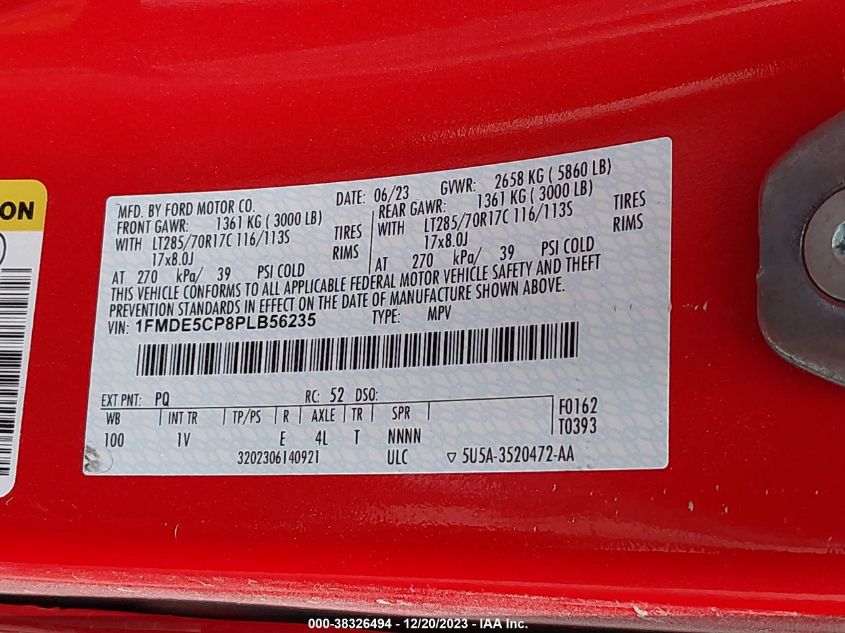 ON
MFD. BY FORD MOTOR CO. DATE: 06/23 GVWR: 2658 KG ( 5860 LB)
FRONT GAWR: 1361 KG ( 3000 LB) REAR GAWR: 1361 KG ( 3000 LB)
WITH LT285/70R17C 116/113S TIRES WITH LT285/70R17C 116/113S TIRES
17x8.0J RIMS 17x8.0J RIMS
AT 270 kPa/ 39 PSI COLD AT 270 kPa/ 39 PSI COLD
THIS VEHICLE CONFORMS TO ALL APPLICABLE FEDERAL MOTOR VEHICLE SAFETY AND THEFT
PREVENTION STANDARDS IN EFFECT ON THE DATE OF MANUFACTURE SHOWN ABOVE.
VIN: 1FMDE5CP8PLB56235 TYPE: MPV
EXT PNT: PQ RC: 52 DSO:
WB INT TR TP/PS R AXLE TR SPR F0162
100 1V E 4L T NNNN T0393
3202306140921 ULC ▽ 5U5A-3520472-AA
000-38326494 - 12/20/2023 - IAA Inc.